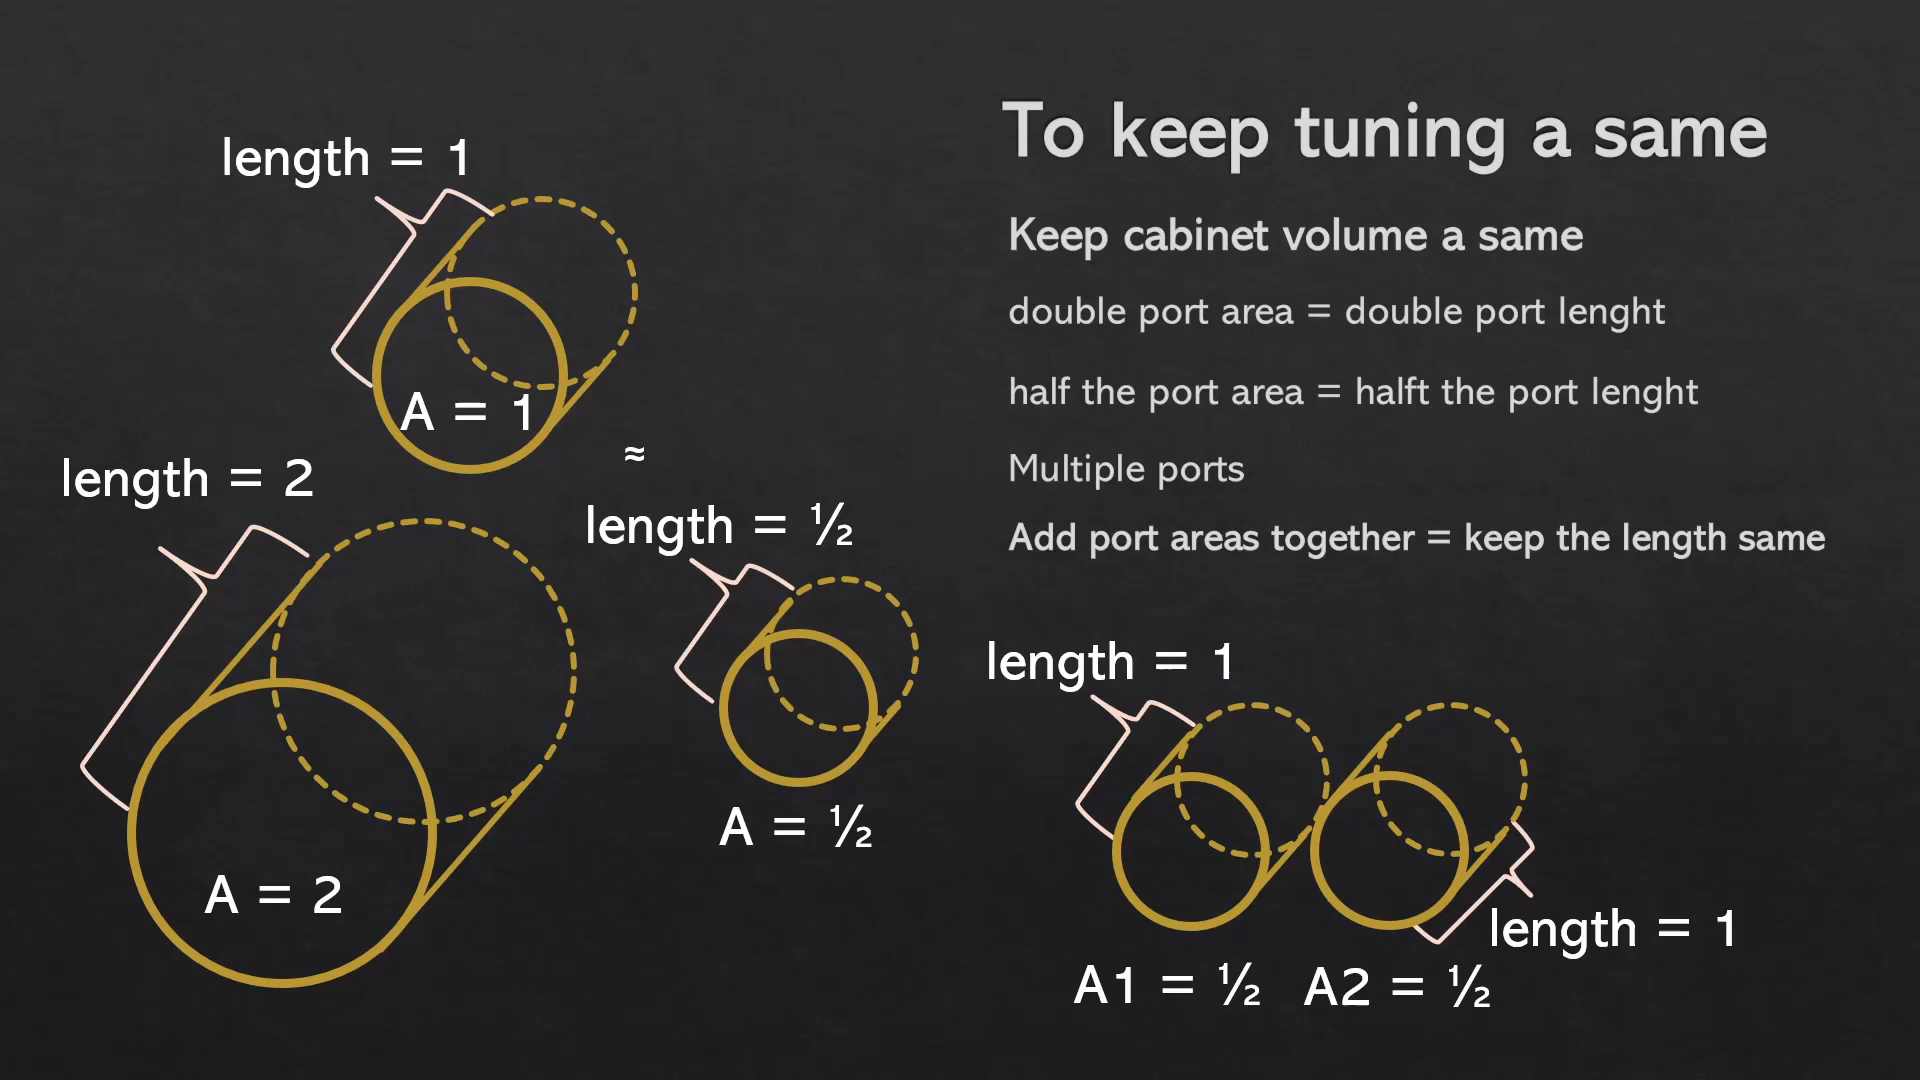 To keep tuning a same
Keep cabinet volume a same
double port area = double port lenght
half the port area = halft the port lenght
Multiple ports
Add port areas together = keep the length same
length = 1
A = 1
≈
length = 2
A = 2
length = ½
A = ½
length = 1
length = 1
A1 = ½
A2 = ½